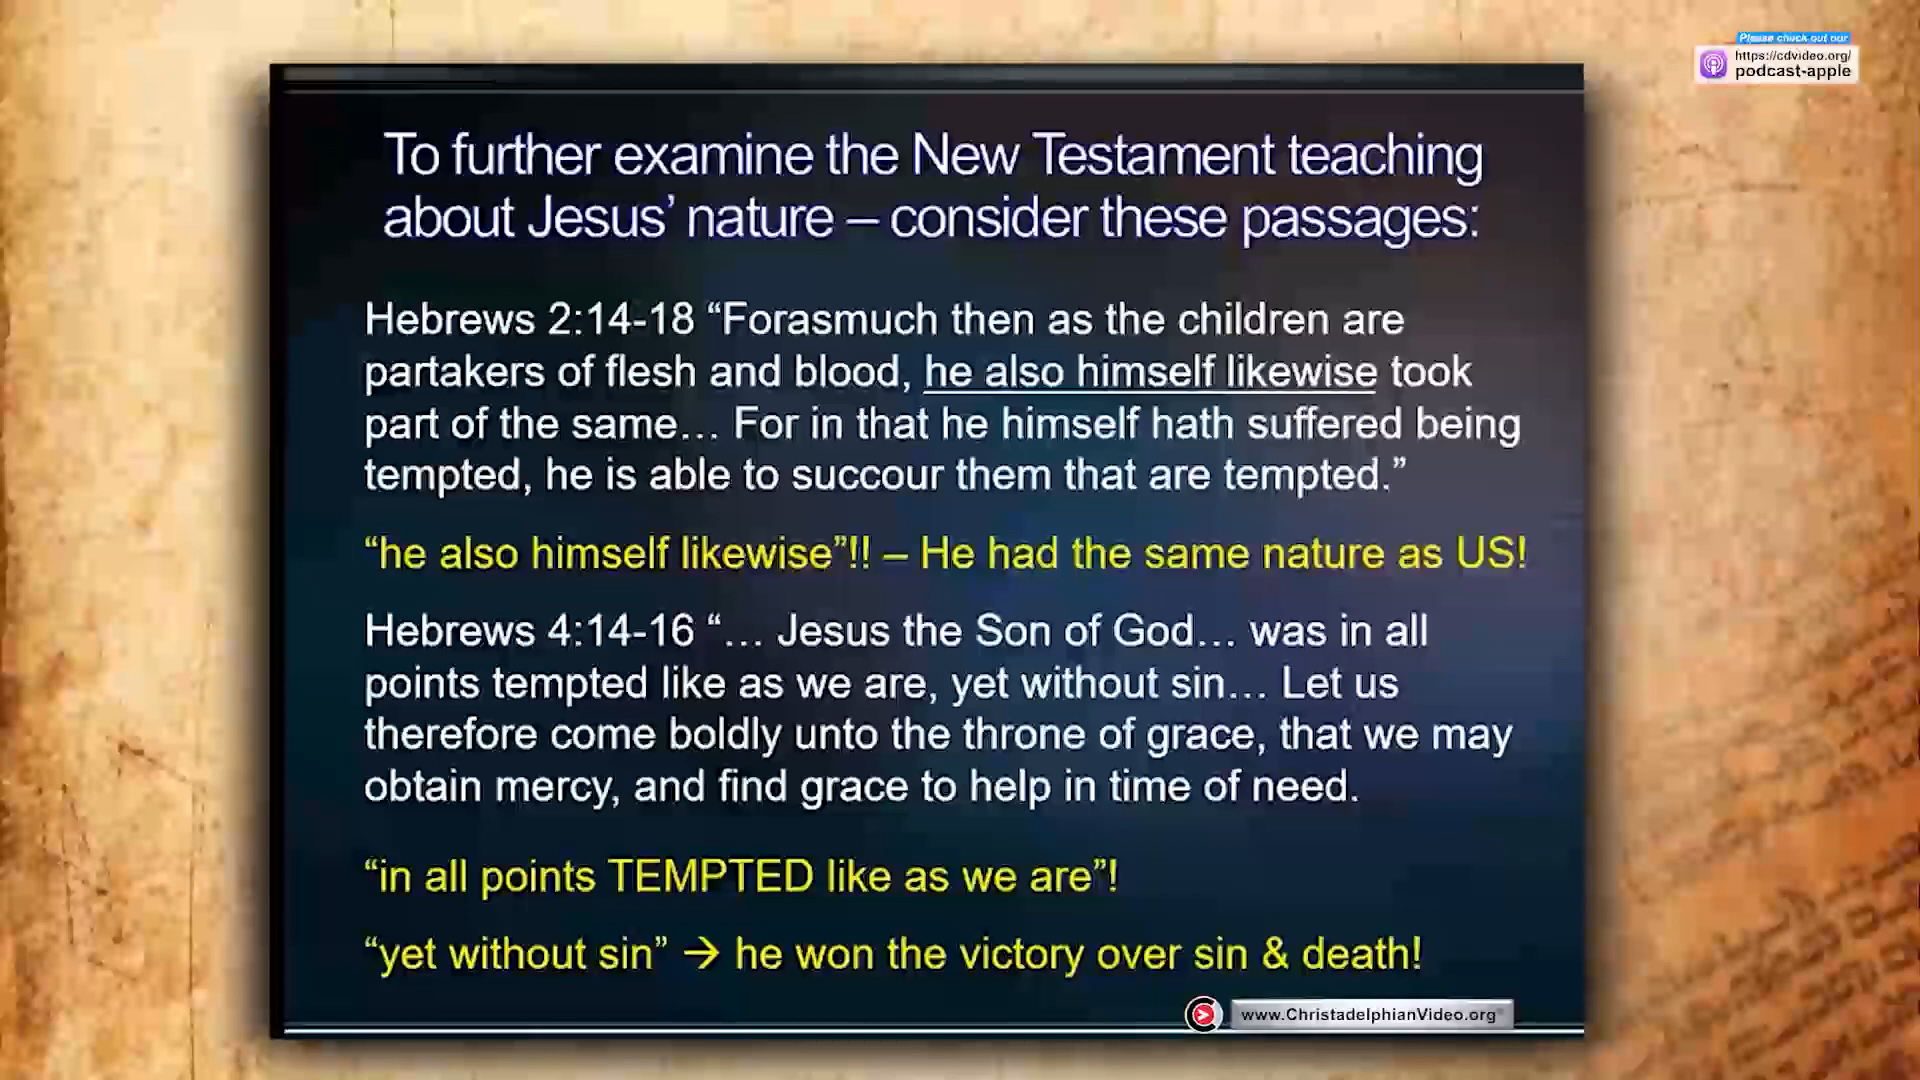 Please chuck out our
https://cdvideo.org/
podcast-apple
To further examine the New Testament teaching
about Jesus’ nature – consider these passages:
Hebrews 2:14-18 “Forasmuch then as the children are
partakers of flesh and blood, he also himself likewise took
part of the same… For in that he himself hath suffered being
tempted, he is able to succour them that are tempted.”
“he also himself likewise”!! – He had the same nature as US!
Hebrews 4:14-16 “… Jesus the Son of God… was in all
points tempted like as we are, yet without sin… Let us
therefore come boldly unto the throne of grace, that we may
obtain mercy, and find grace to help in time of need.
“in all points TEMPTED like as we are”!
“yet without sin” → he won the victory over sin & death!
www.ChristadelphianVideo.org